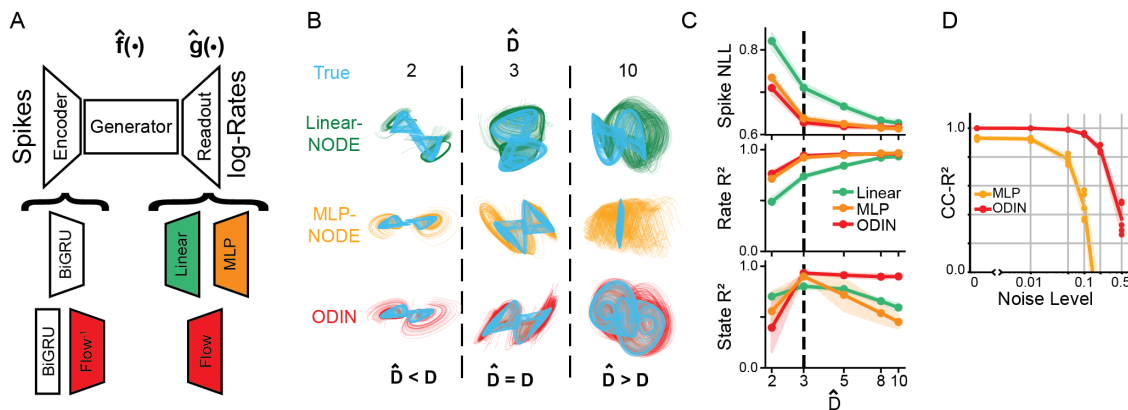 A
f̂(·)
ĝ(·)
Spikes
Encoder
Generator
Readout
log-Rates
BiGRU
Linear
MLP
BiGRU
Flow⁻¹
Flow
B
D̂
True
2
3
10
Linear-
NODE
MLP-
NODE
ODIN
D̂ < D
D̂ = D
D̂ > D
C
Spike NLL
0.8
0.6
Rate R²
1.0
0.0
Linear
MLP
ODIN
State R²
1.0
0.0
2
3
5
8
10
D̂
D
CC-R²
1.0
0.0
MLP
ODIN
0
0.01
0.1
0.5
Noise Level